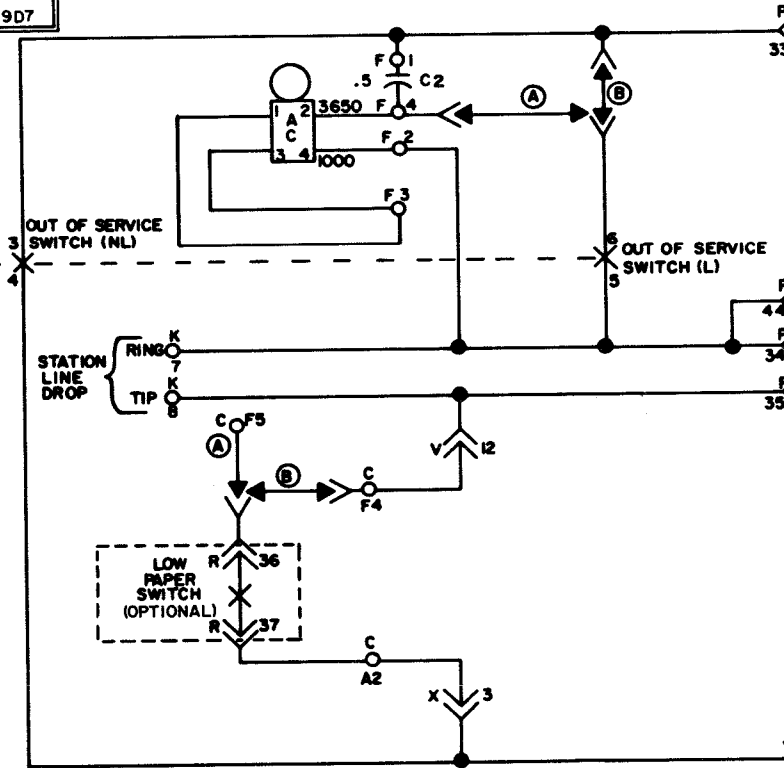 9D7
F
33
F 1
.5 C2
1 2 3650 F 4
A
B
A
C
3 4 1000
F 2
F 3
OUT OF SERVICE
SWITCH (NL)
3
4
6
5
OUT OF SERVICE
SWITCH (L)
F
44
F
34
F
35
STATION
LINE
DROP
RING
K
7
TIP
K
8
C F5
A
B
C
F4
V 12
LOW
PAPER
SWITCH
(OPTIONAL)
R 36
R 37
C
A2
X 3